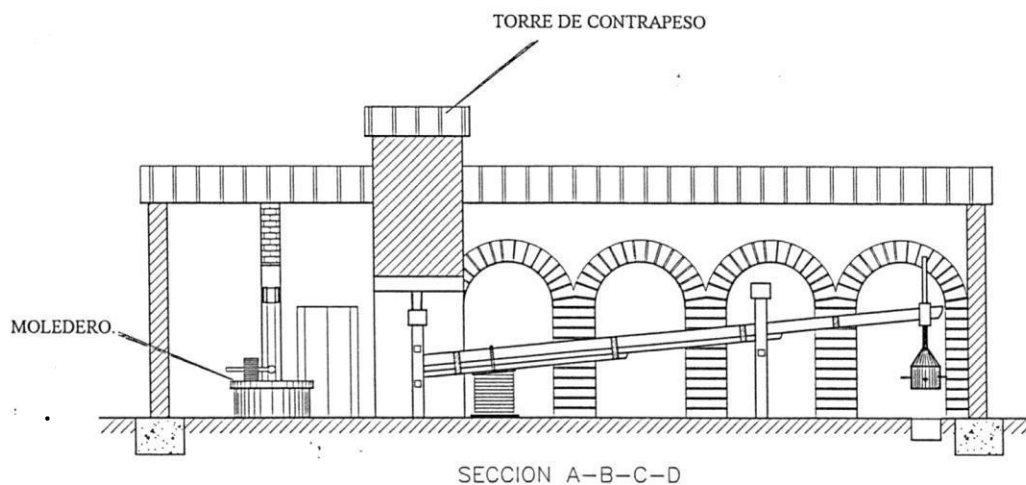 TORRE DE CONTRAPESO
MOLEDERO.
SECCION A-B-C-D